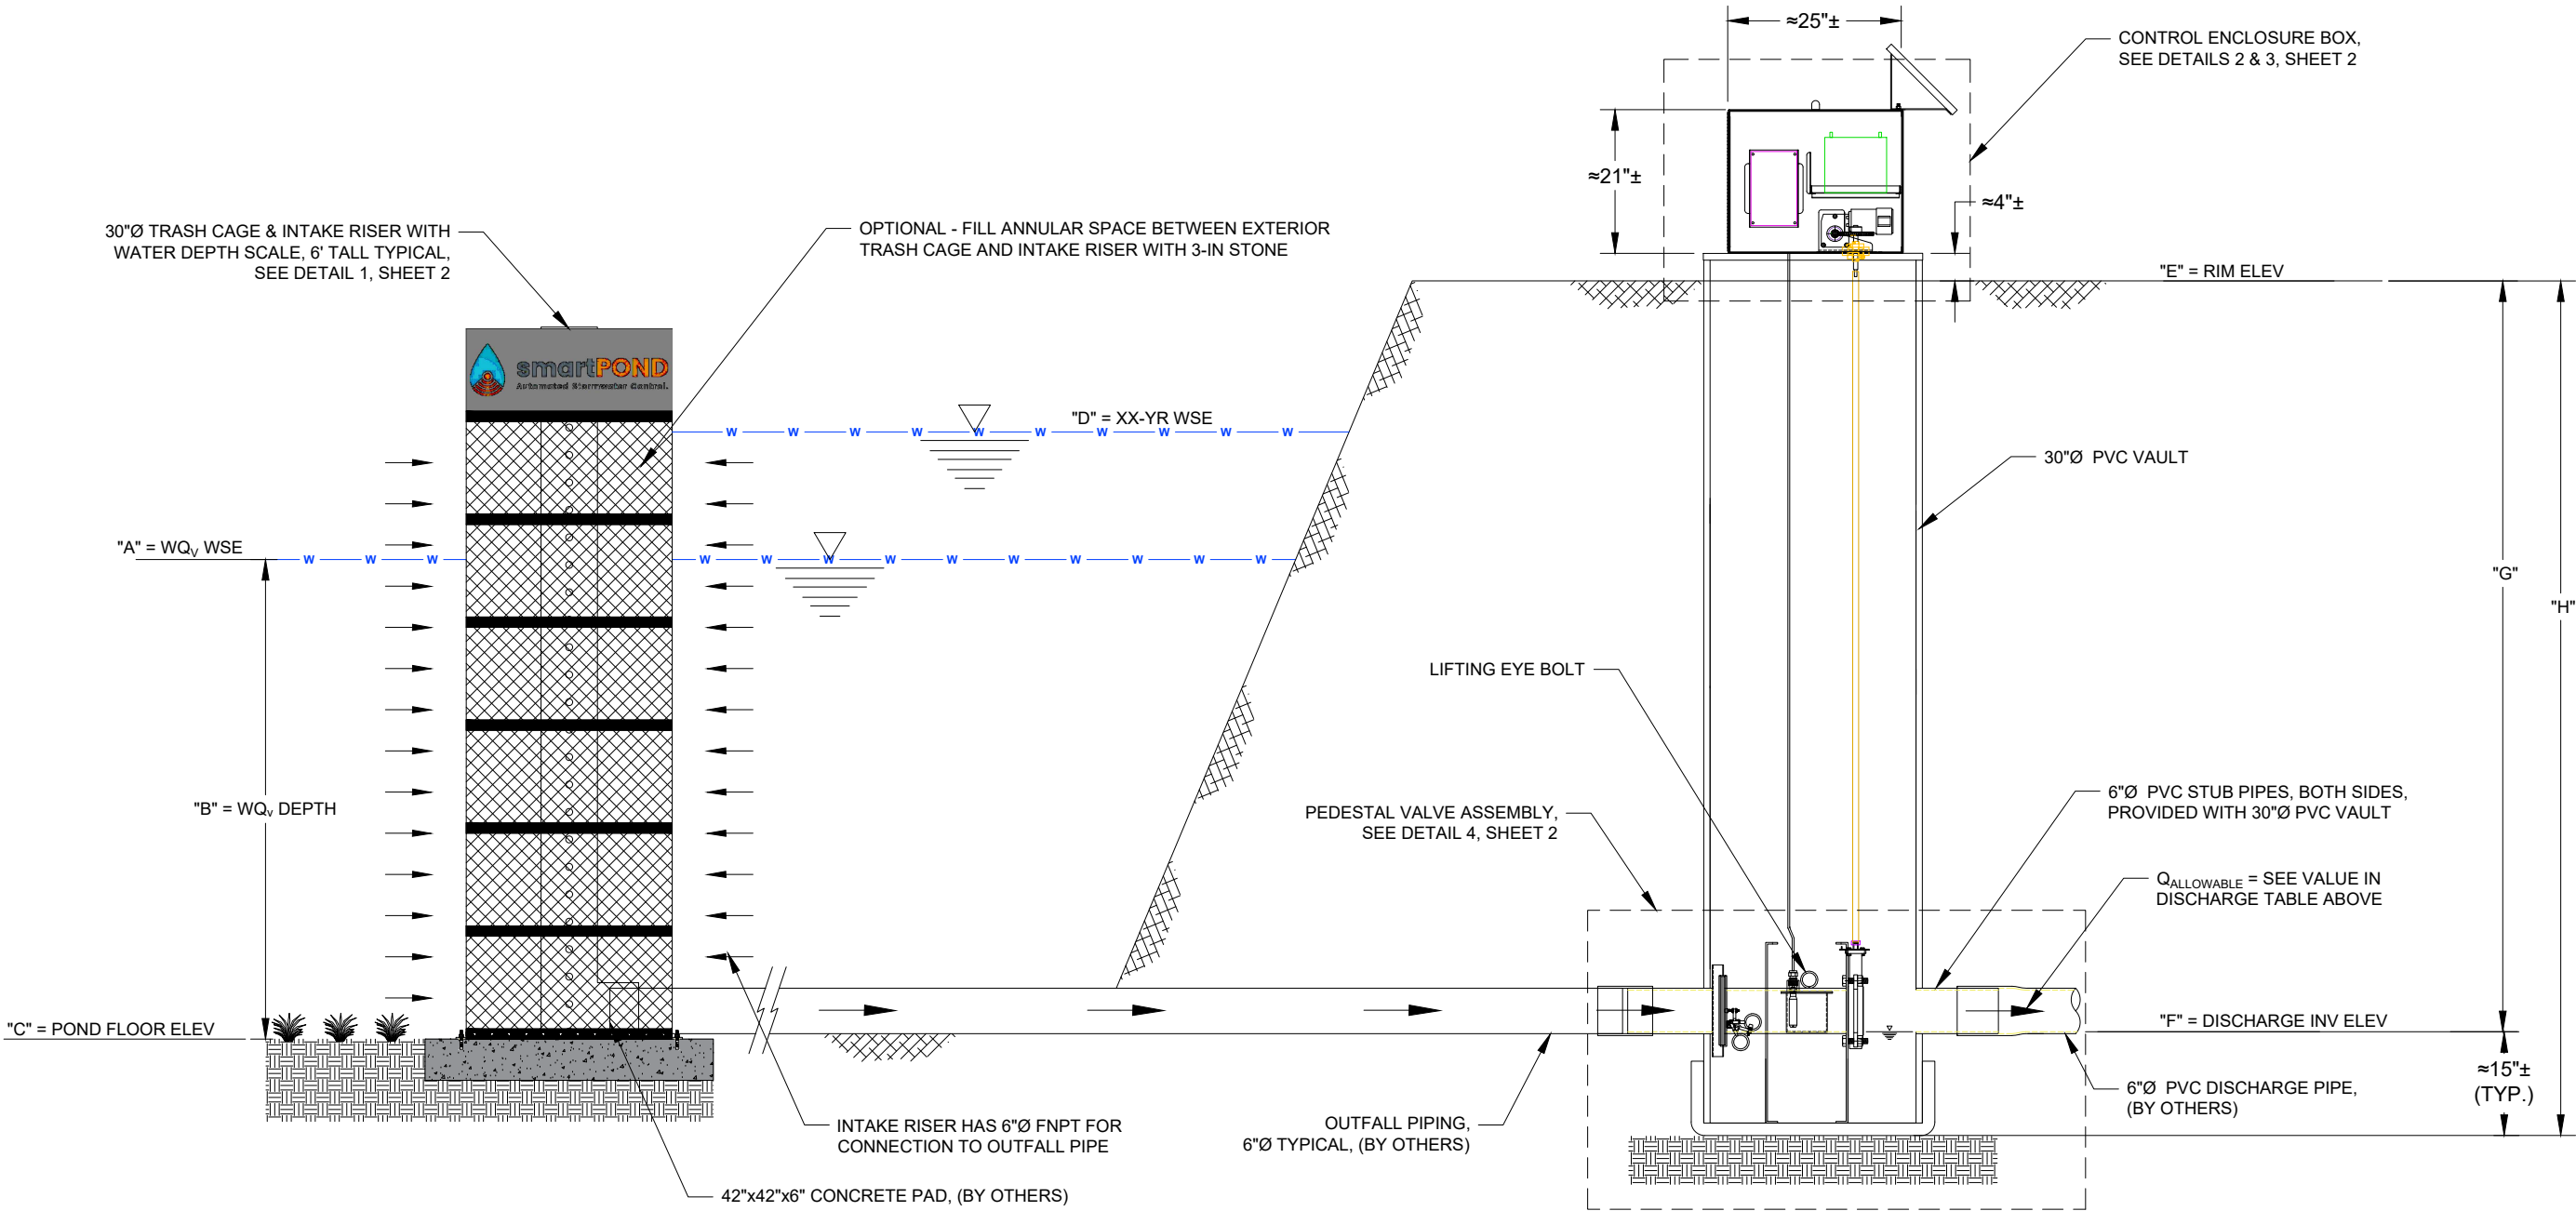 ≈25"±
CONTROL ENCLOSURE BOX,
SEE DETAILS 2 & 3, SHEET 2
≈21"±
≈4"±
30"Ø TRASH CAGE & INTAKE RISER WITH
WATER DEPTH SCALE, 6' TALL TYPICAL,
SEE DETAIL 1, SHEET 2
OPTIONAL - FILL ANNULAR SPACE BETWEEN EXTERIOR
TRASH CAGE AND INTAKE RISER WITH 3-IN STONE
"E" = RIM ELEV
smartPOND
Automated Stormwater Control.
"D" = XX-YR WSE
W W W W W W W W W W
30"Ø PVC VAULT
"A" = WQV WSE
W W W W W W W W W W W W W
"G"
"H"
LIFTING EYE BOLT
"B" = WQV DEPTH
PEDESTAL VALVE ASSEMBLY,
SEE DETAIL 4, SHEET 2
6"Ø PVC STUB PIPES, BOTH SIDES,
PROVIDED WITH 30"Ø PVC VAULT
QALLOWABLE = SEE VALUE IN
DISCHARGE TABLE ABOVE
"C" = POND FLOOR ELEV
"F" = DISCHARGE INV ELEV
≈15"±
(TYP.)
6"Ø PVC DISCHARGE PIPE,
(BY OTHERS)
INTAKE RISER HAS 6"Ø FNPT FOR
CONNECTION TO OUTFALL PIPE
OUTFALL PIPING,
6"Ø TYPICAL, (BY OTHERS)
42"x42"x6" CONCRETE PAD, (BY OTHERS)